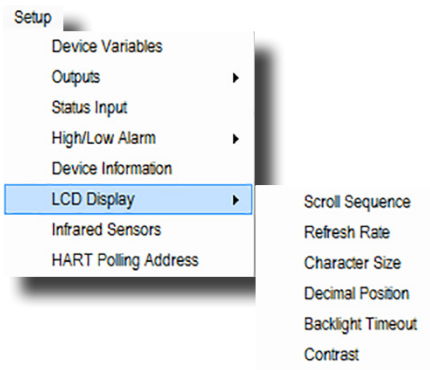 Setup
Device Variables
Outputs
Status Input
High/Low Alarm
Device Information
LCD Display
Infrared Sensors
HART Polling Address
Scroll Sequence
Refresh Rate
Character Size
Decimal Position
Backlight Timeout
Contrast